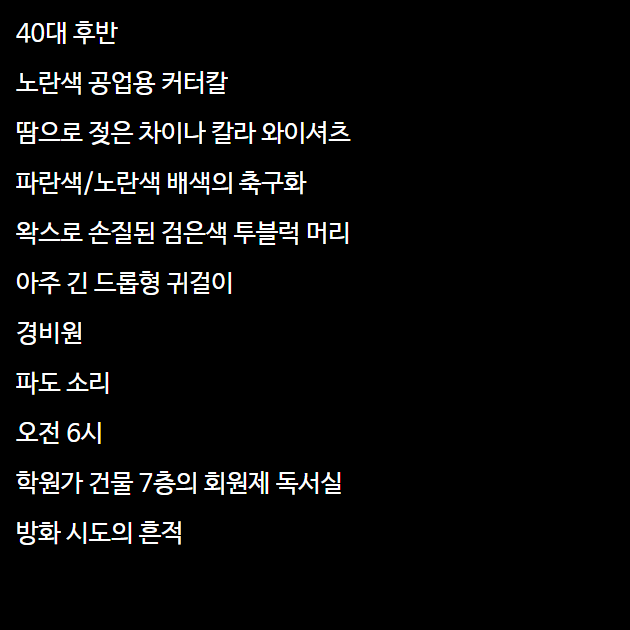 40대 후반
노란색 공업용 커터칼
땀으로 젖은 차이나 칼라 와이셔츠
파란색/노란색 배색의 축구화
왁스로 손질된 검은색 투블럭 머리
아주 긴 드롭형 귀걸이
경비원
파도 소리
오전 6시
학원가 건물 7층의 회원제 독서실
방화 시도의 흔적